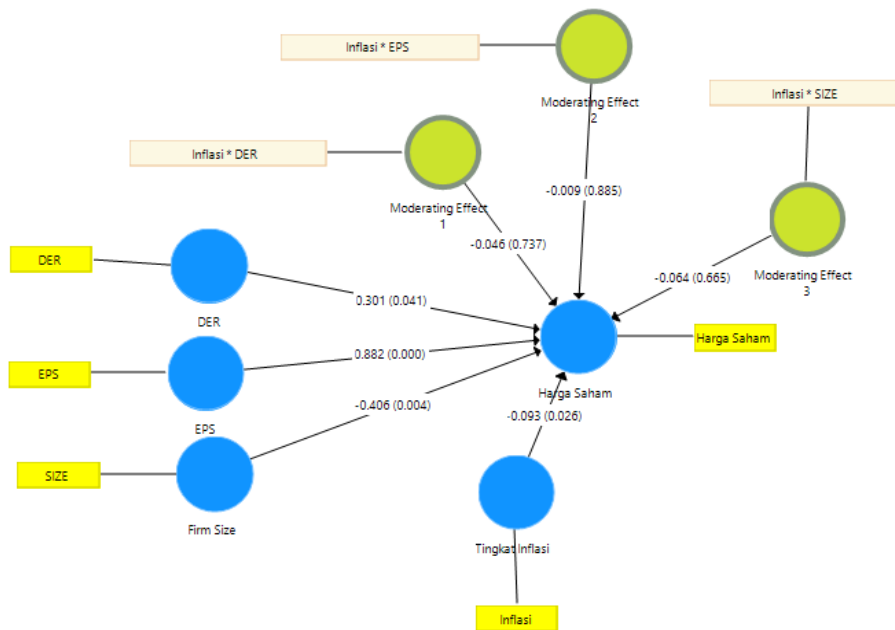 Inflasi * EPS
Moderating Effect
2
Inflasi * SIZE
Inflasi * DER
Moderating Effect
1
-0.009 (0.885)
-0.046 (0.737)
Moderating Effect
3
-0.064 (0.665)
DER
DER
0.301 (0.041)
EPS
EPS
0.882 (0.000)
Harga Saham
Harga Saham
-0.406 (0.004)
-0.093 (0.026)
SIZE
Firm Size
Tingkat Inflasi
Inflasi